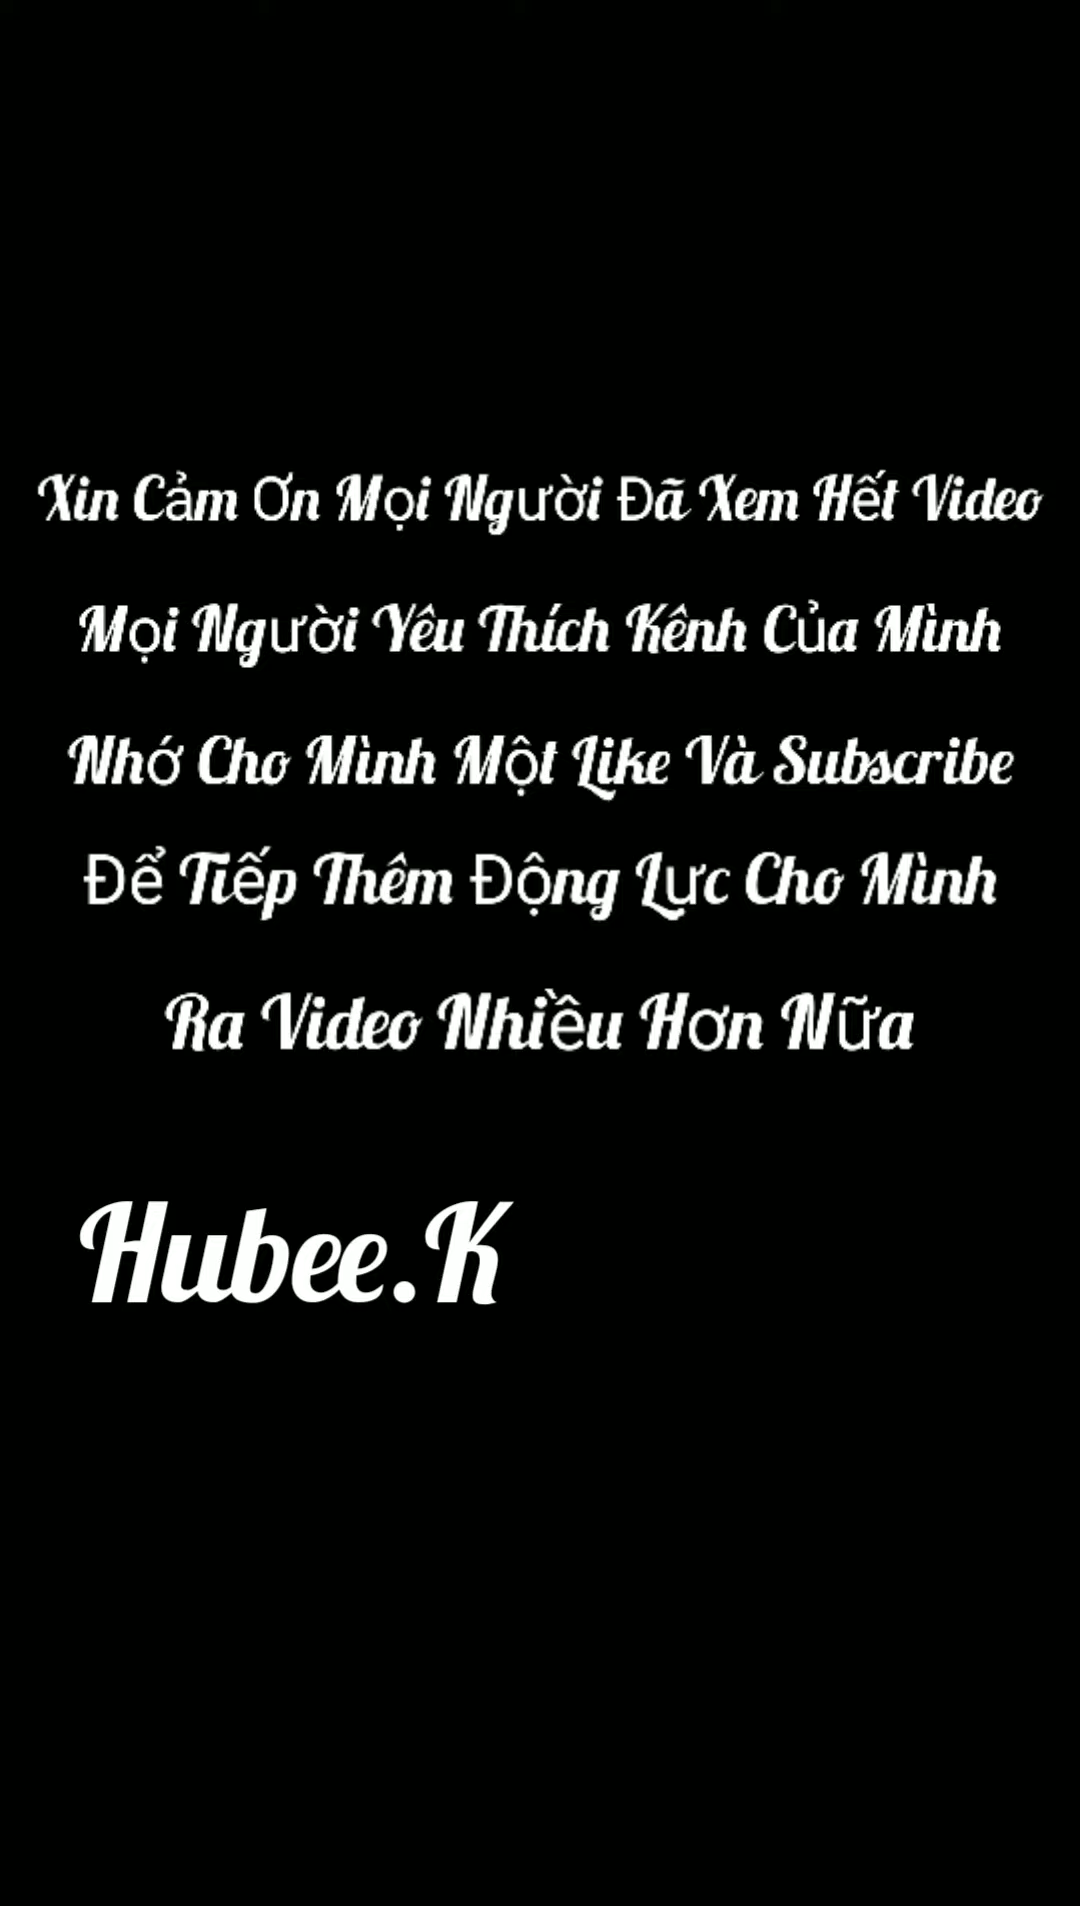 Xin Cảm Ơn Mọi Người Đã Xem Hết Video
Mọi Người Yêu Thích Kênh Của Mình
Nhớ Cho Mình Một Like Và Subscribe
Để Tiếp Thêm Động Lực Cho Mình
Ra Video Nhiều Hơn Nữa
Hubee.K